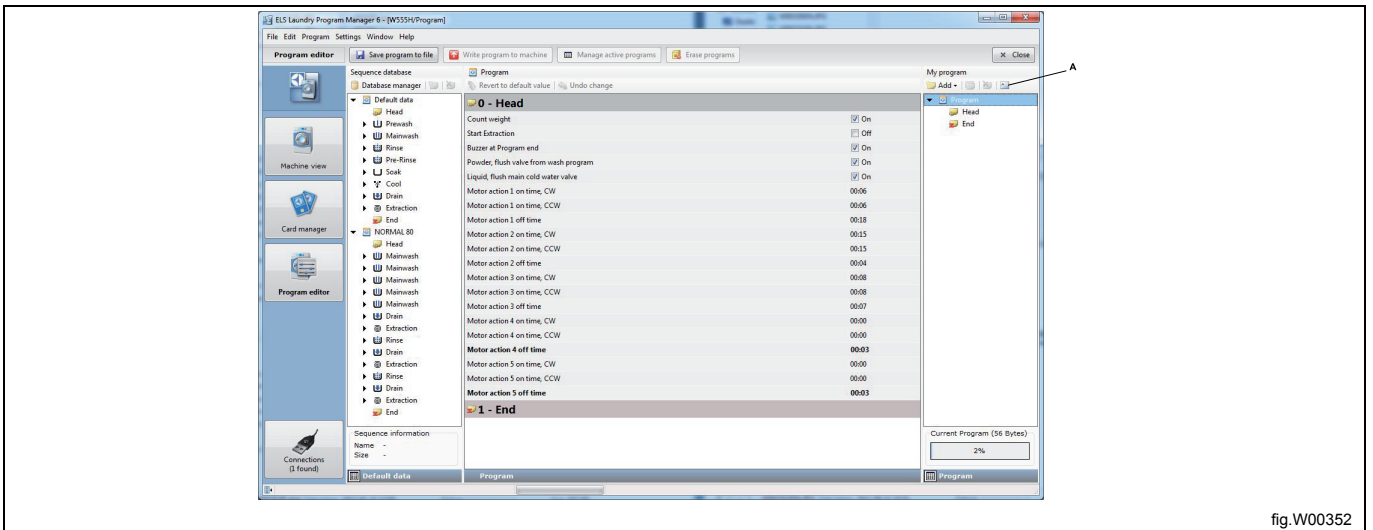 ELS Laundry Program Manager 6 - [W555H/Program]
File Edit Program Settings Window Help
Program editor Save program to file Write program to machine Manage active programs Erase programs Close
Sequence database Program My program
A
Database manager Revert to default value Undo change Add
Default data
Head
Prewash
Mainwash
Rinse
Pre-Rinse
Soak
Cool
Drain
Extraction
End
NORMAL 80
Head
Mainwash
Mainwash
Mainwash
Mainwash
Mainwash
Drain
Extraction
Rinse
Drain
Extraction
Rinse
Drain
Extraction
End
Machine view
Card manager
Program editor
Connections
(1 found)
0 - Head
Count weight On
Start Extraction Off
Buzzer at Program end On
Powder, flush valve from wash program On
Liquid, flush main cold water valve On
Motor action 1 on time, CW 00:06
Motor action 1 on time, CCW 00:06
Motor action 1 off time 00:18
Motor action 2 on time, CW 00:15
Motor action 2 on time, CCW 00:15
Motor action 2 off time 00:04
Motor action 3 on time, CW 00:08
Motor action 3 on time, CCW 00:08
Motor action 3 off time 00:07
Motor action 4 on time, CW 00:00
Motor action 4 on time, CCW 00:00
Motor action 4 off time 00:03
Motor action 5 on time, CW 00:00
Motor action 5 on time, CCW 00:00
Motor action 5 off time 00:03
1 - End
Program
Head
End
Sequence information
Name -
Size -
Current Program (56 Bytes)
2%
Default data Program Program
fig.W00352